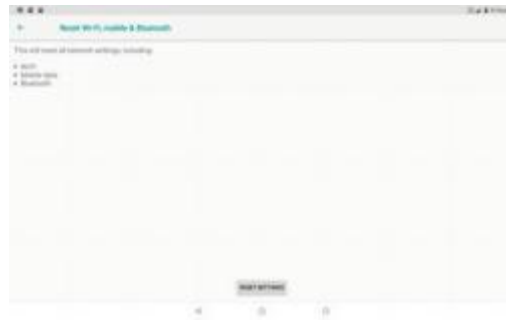 Reset Wi-Fi, mobile & Bluetooth
This will reset all network settings, including:
• Wi-Fi
• Mobile data
• Bluetooth
RESET SETTINGS